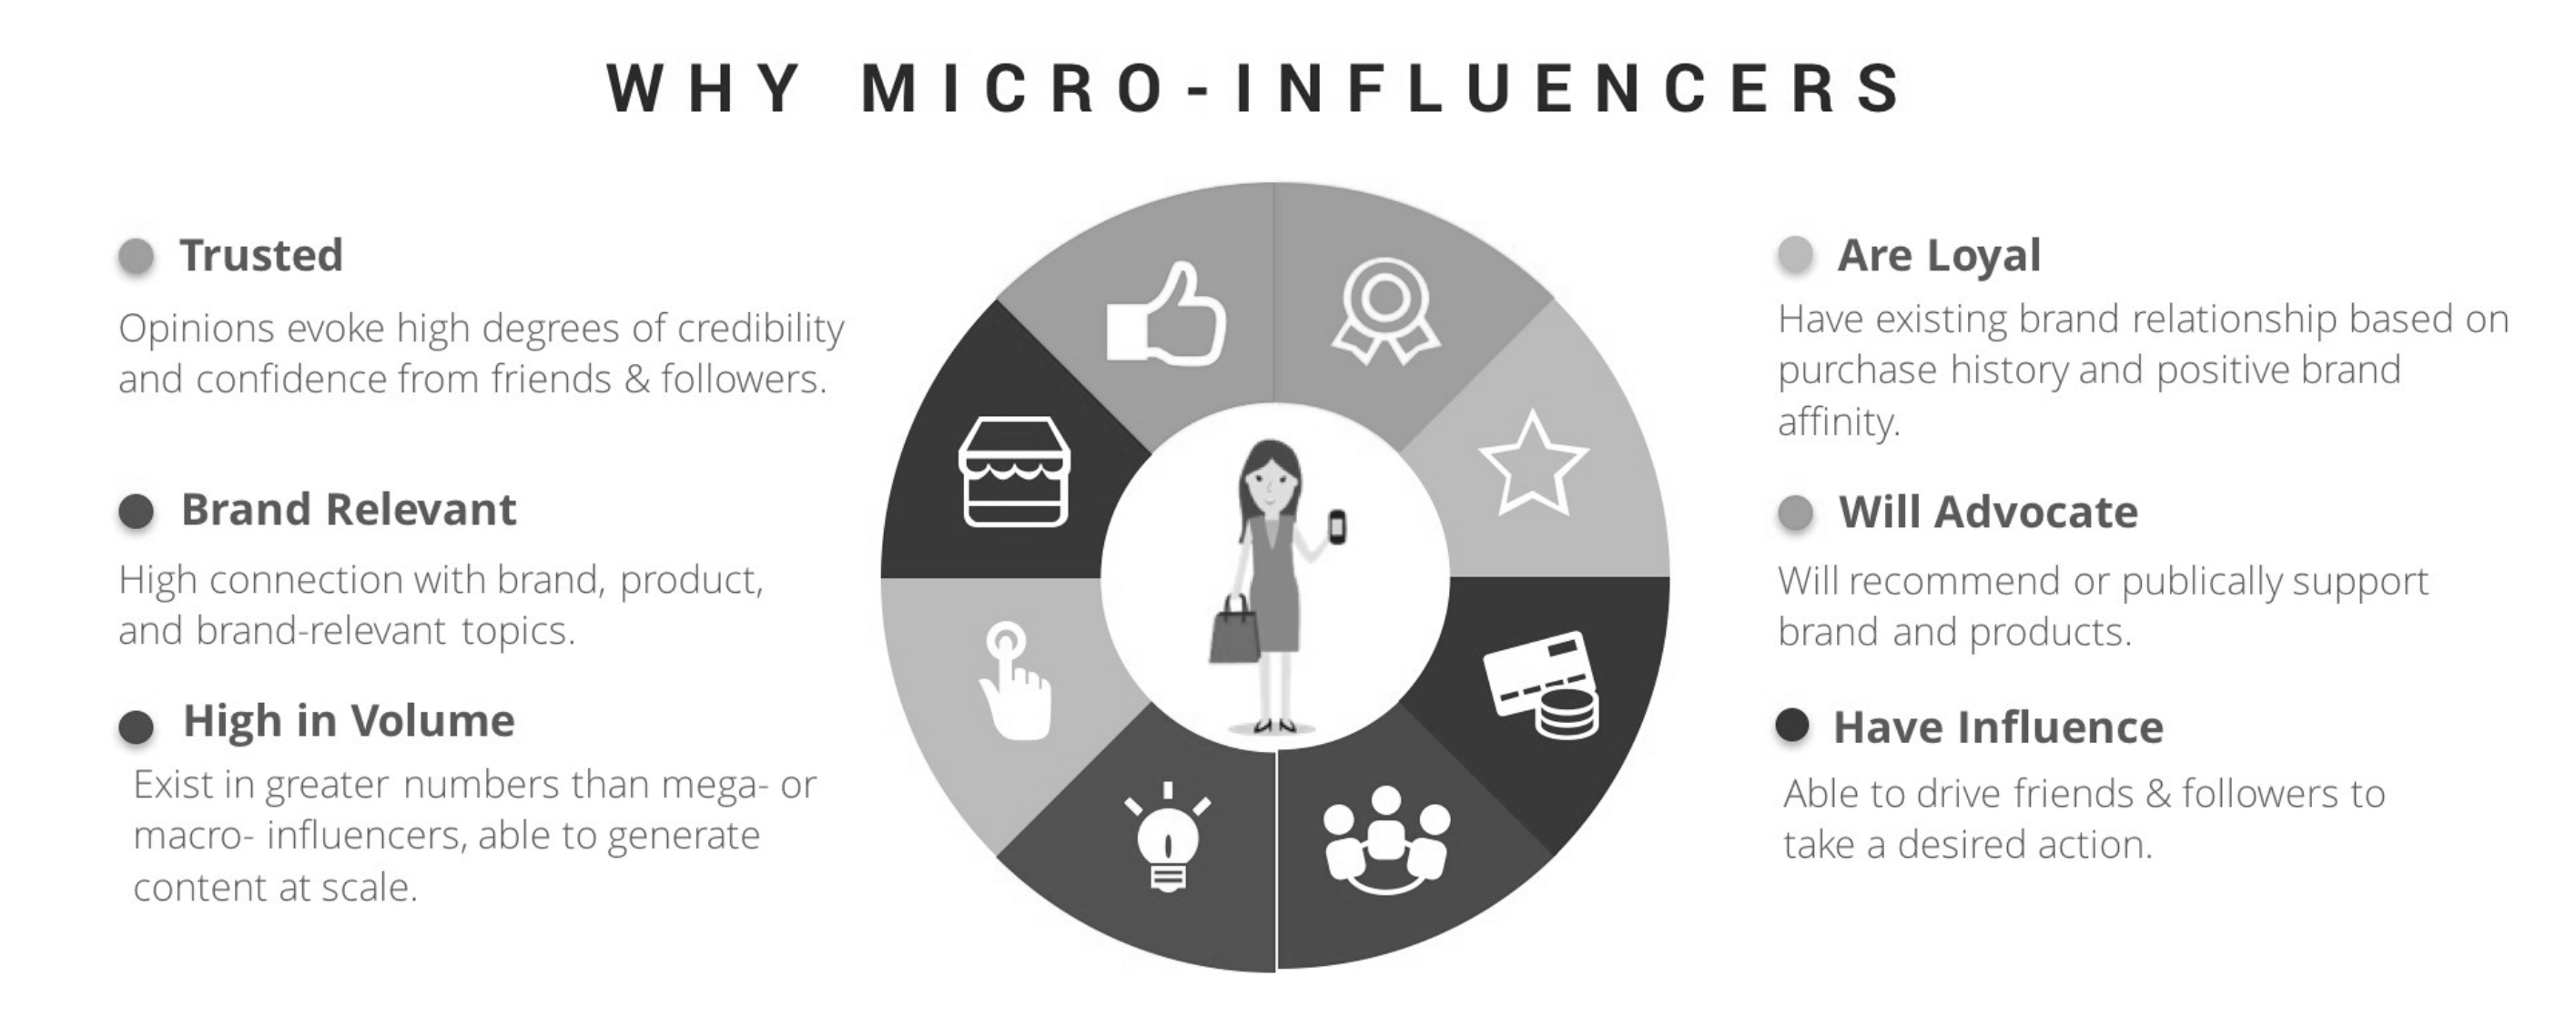 WHY MICRO-INFLUENCERS
Trusted
Opinions evoke high degrees of credibility
and confidence from friends & followers.
Brand Relevant
High connection with brand, product,
and brand-relevant topics.
High in Volume
Exist in greater numbers than mega- or
macro- influencers, able to generate
content at scale.
Are Loyal
Have existing brand relationship based on
purchase history and positive brand
affinity.
Will Advocate
Will recommend or publically support
brand and products.
Have Influence
Able to drive friends & followers to
take a desired action.